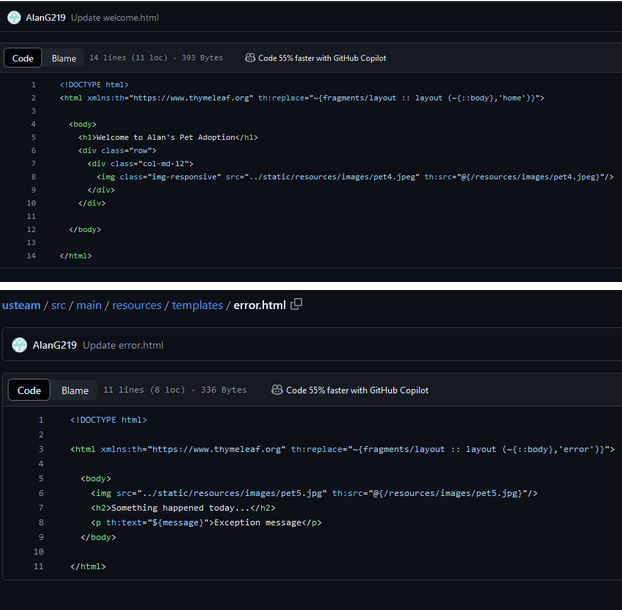 AlanG219 Update welcome.html
Code Blame 14 lines (11 loc) · 393 Bytes Code 55% faster with GitHub Copilot
1 <!DOCTYPE html>
2 <html xmlns:th="https://www.thymeleaf.org" th:replace="~{fragments/layout :: layout (~{::body},'home')}">
3
4 <body>
5 <h1>Welcome to Alan's Pet Adoption</h1>
6 <div class="row">
7 <div class="col-md-12">
8 <img class="img-responsive" src="../static/resources/images/pet4.jpeg" th:src="@{/resources/images/pet4.jpeg}"/>
9 </div>
10 </div>
11
12 </body>
13
14 </html>
usteam / src / main / resources / templates / error.html
AlanG219 Update error.html
Code Blame 11 lines (8 loc) · 336 Bytes Code 55% faster with GitHub Copilot
1 <!DOCTYPE html>
2
3 <html xmlns:th="https://www.thymeleaf.org" th:replace="~{fragments/layout :: layout (~{::body},'error')}">
4
5 <body>
6 <img src="../static/resources/images/pet5.jpg" th:src="@{/resources/images/pet5.jpg}"/>
7 <h2>Something happened today...</h2>
8 <p th:text="${message}">Exception message</p>
9 </body>
10
11 </html>